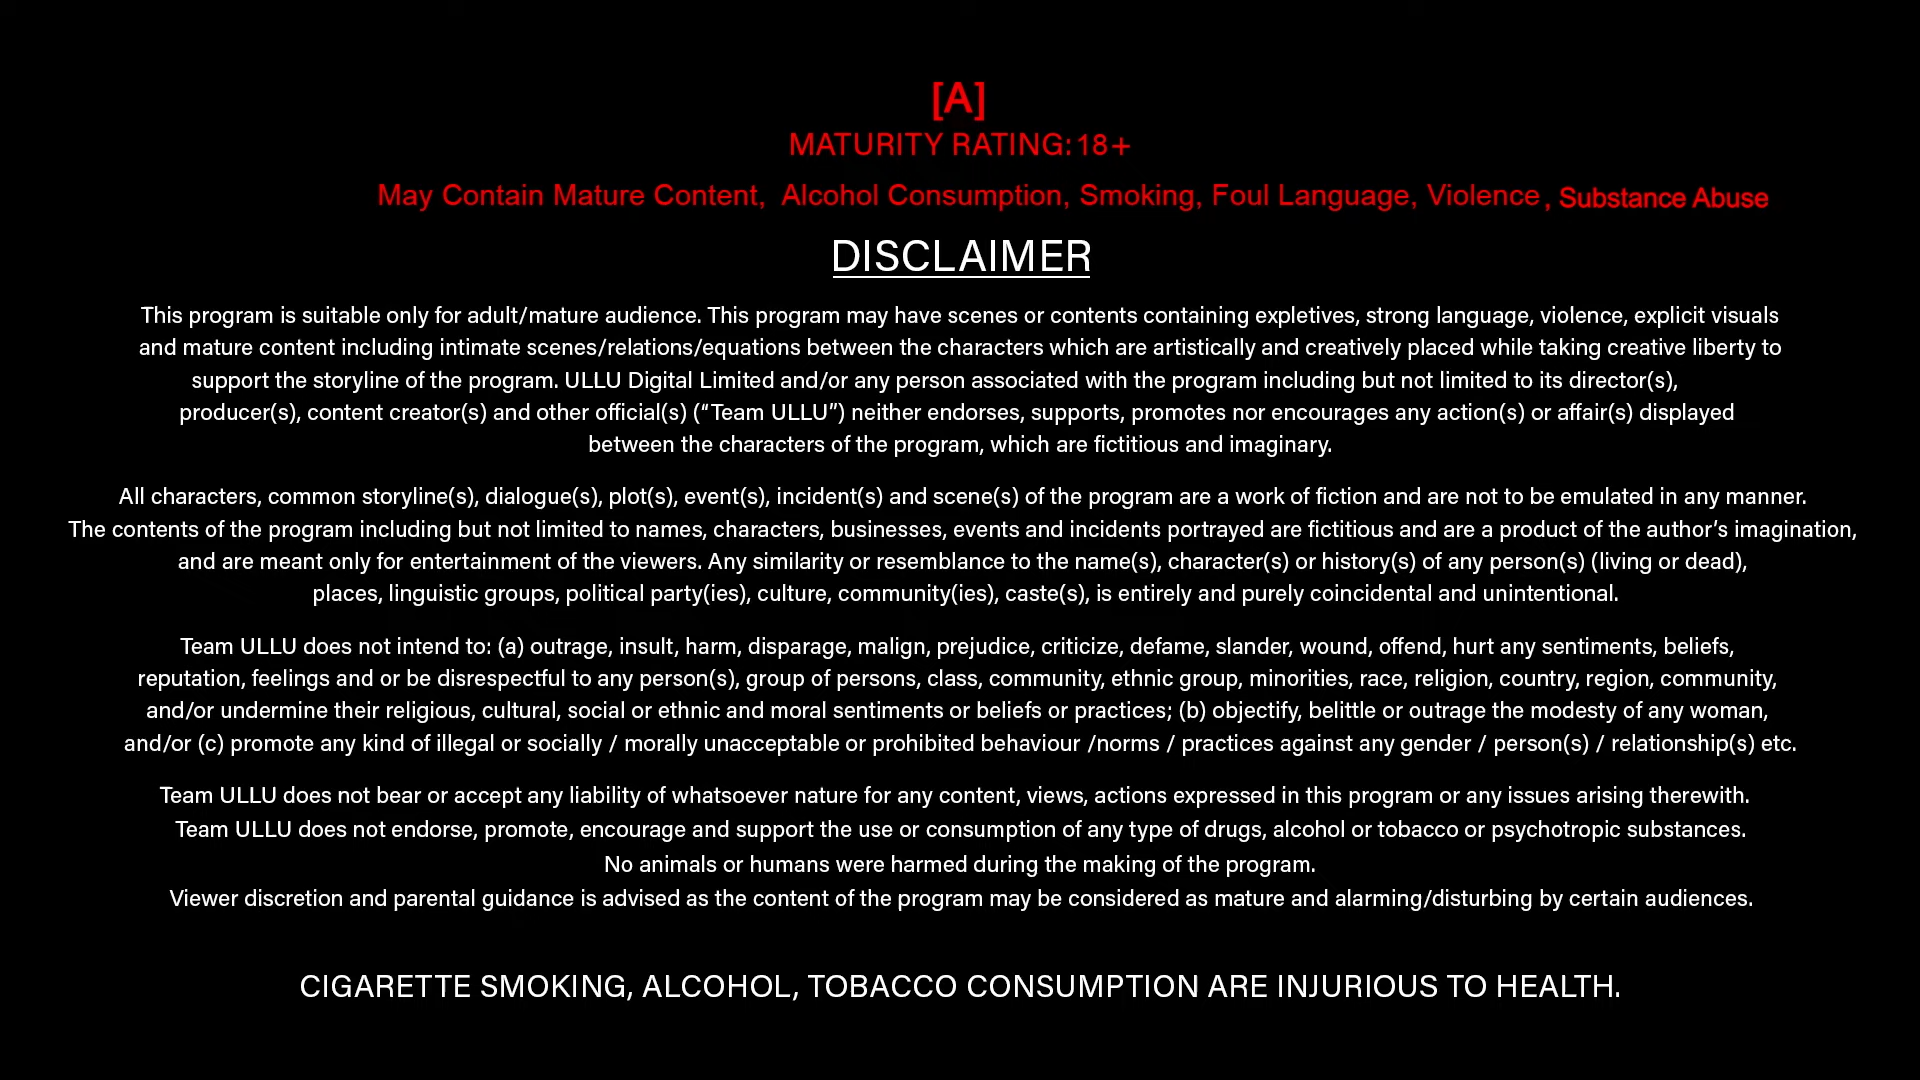 [A]
MATURITY RATING:18+
May Contain Mature Content, Alcohol Consumption, Smoking, Foul Language, Violence, Substance Abuse
DISCLAIMER
This program is suitable only for adult/mature audience. This program may have scenes or contents containing expletives, strong language, violence, explicit visuals
and mature content including intimate scenes/relations/equations between the characters which are artistically and creatively placed while taking creative liberty to
support the storyline of the program. ULLU Digital Limited and/or any person associated with the program including but not limited to its director(s),
producer(s), content creator(s) and other official(s) (“Team ULLU”) neither endorses, supports, promotes nor encourages any action(s) or affair(s) displayed
between the characters of the program, which are fictitious and imaginary.
All characters, common storyline(s), dialogue(s), plot(s), event(s), incident(s) and scene(s) of the program are a work of fiction and are not to be emulated in any manner.
The contents of the program including but not limited to names, characters, businesses, events and incidents portrayed are fictitious and are a product of the author’s imagination,
and are meant only for entertainment of the viewers. Any similarity or resemblance to the name(s), character(s) or history(s) of any person(s) (living or dead),
places, linguistic groups, political party(ies), culture, community(ies), caste(s), is entirely and purely coincidental and unintentional.
Team ULLU does not intend to: (a) outrage, insult, harm, disparage, malign, prejudice, criticize, defame, slander, wound, offend, hurt any sentiments, beliefs,
reputation, feelings and or be disrespectful to any person(s), group of persons, class, community, ethnic group, minorities, race, religion, country, region, community,
and/or undermine their religious, cultural, social or ethnic and moral sentiments or beliefs or practices; (b) objectify, belittle or outrage the modesty of any woman,
and/or (c) promote any kind of illegal or socially / morally unacceptable or prohibited behaviour /norms / practices against any gender / person(s) / relationship(s) etc.
Team ULLU does not bear or accept any liability of whatsoever nature for any content, views, actions expressed in this program or any issues arising therewith.
Team ULLU does not endorse, promote, encourage and support the use or consumption of any type of drugs, alcohol or tobacco or psychotropic substances.
No animals or humans were harmed during the making of the program.
Viewer discretion and parental guidance is advised as the content of the program may be considered as mature and alarming/disturbing by certain audiences.
CIGARETTE SMOKING, ALCOHOL, TOBACCO CONSUMPTION ARE INJURIOUS TO HEALTH.